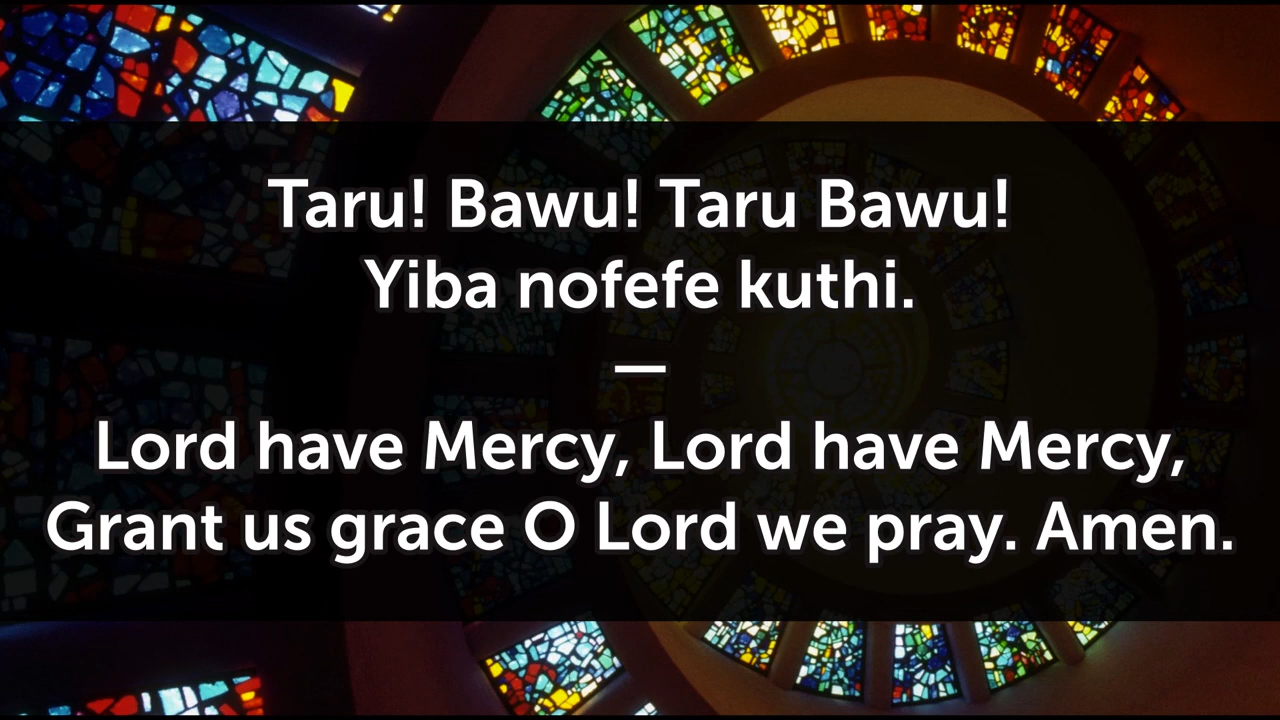 Taru! Bawu! Taru Bawu!
Yiba nofefe kuthi.
—
Lord have Mercy, Lord have Mercy,
Grant us grace O Lord we pray. Amen.